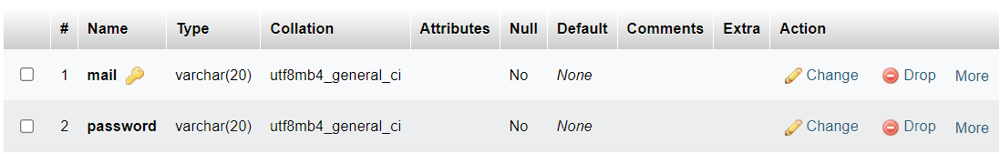 # Name Type Collation Attributes Null Default Comments Extra Action
1 mail varchar(20) utf8mb4_general_ci No None Change Drop More
2 password varchar(20) utf8mb4_general_ci No None Change Drop More